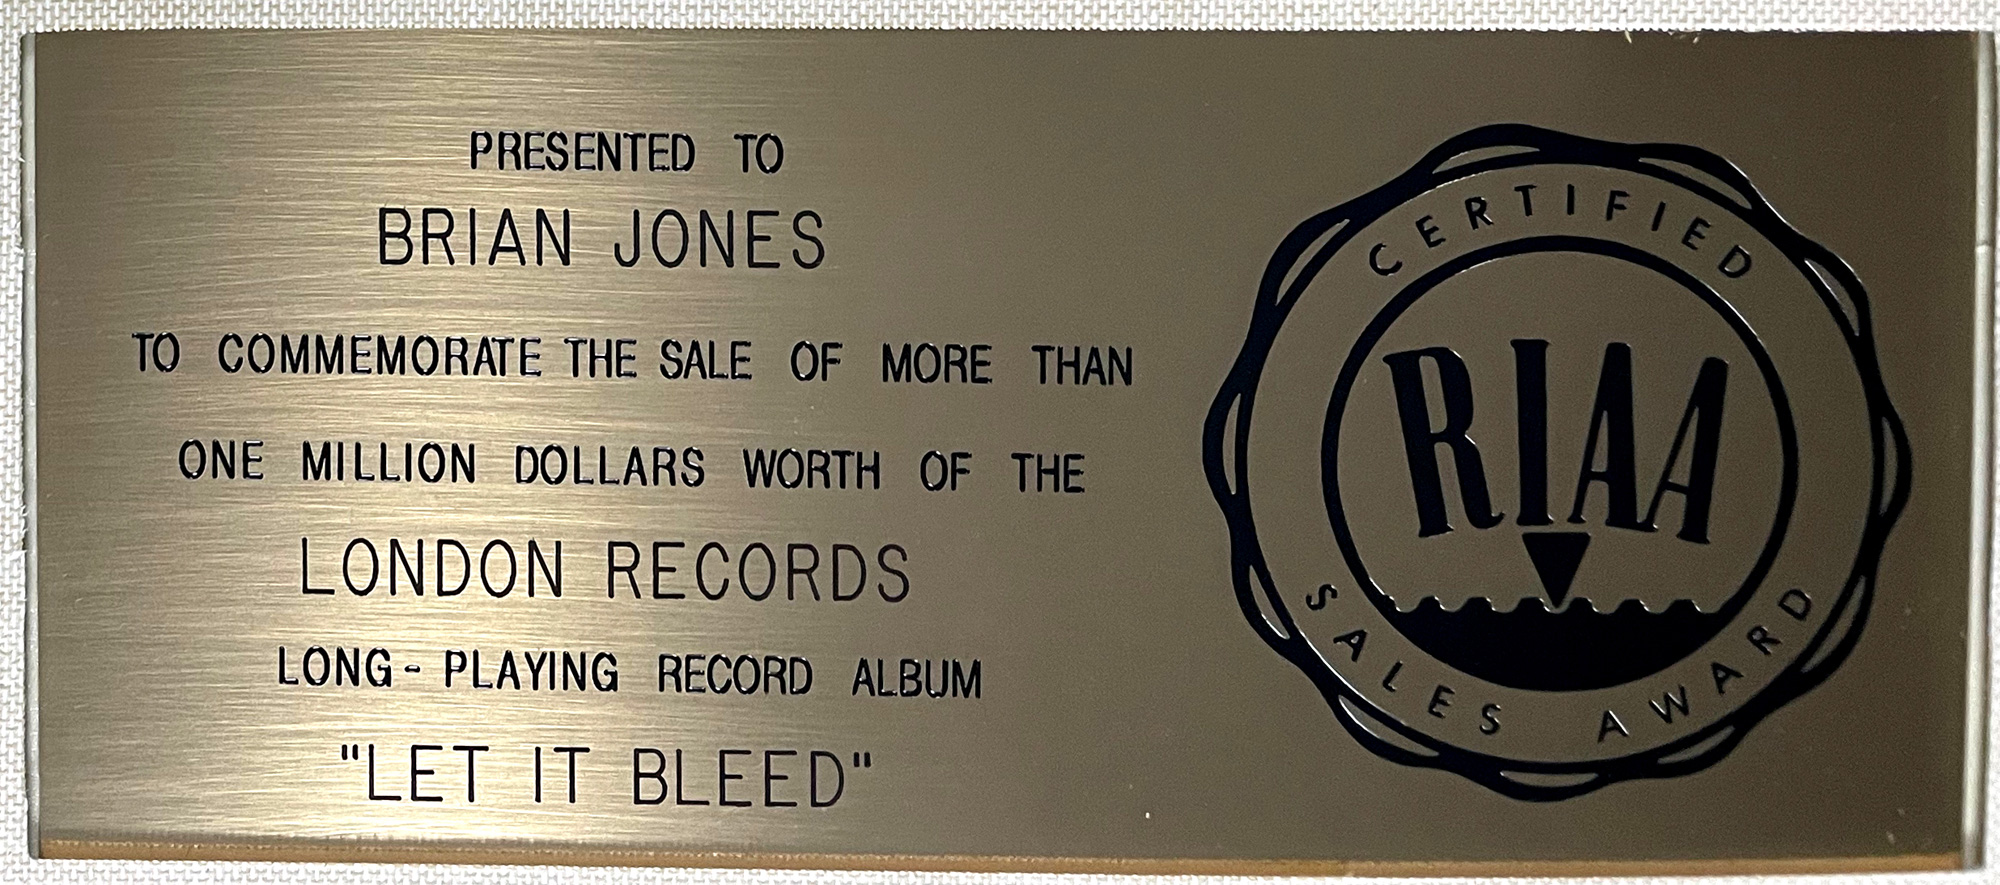 PRESENTED TO
BRIAN JONES
TO COMMEMORATE THE SALE OF MORE THAN
ONE MILLION DOLLARS WORTH OF THE
LONDON RECORDS
LONG-PLAYING RECORD ALBUM
"LET IT BLEED"
CERTIFIED
RIAA
SALES AWARD